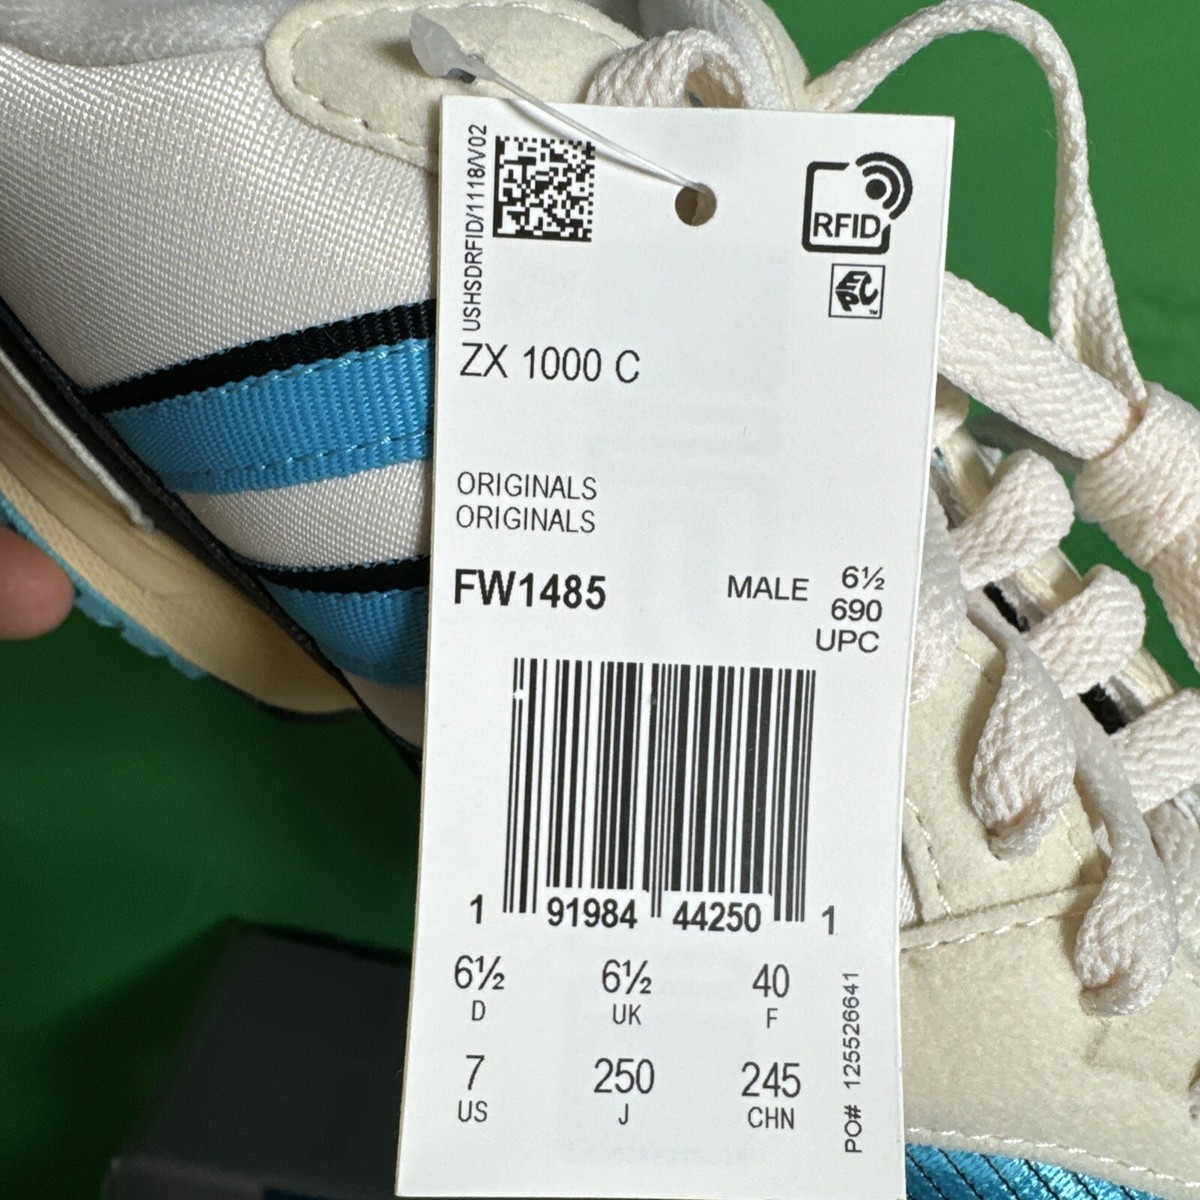 USHSDRFID/1118/V02
RFID
EPC™
ZX 1000 C
ORIGINALS
ORIGINALS
FW1485
MALE
6½
690
UPC
1 91984 44250 1
6½ 6½ 40
D UK F
7 250 245
US J CHN
PO# 125526641